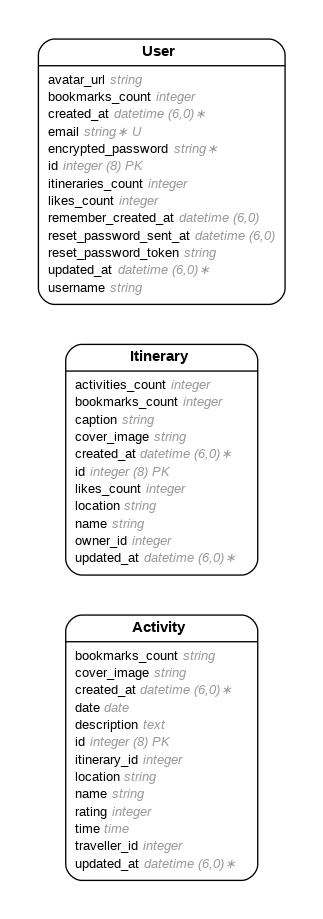 User
avatar_url string
bookmarks_count integer
created_at datetime (6,0)∗
email string∗ U
encrypted_password string∗
id integer (8) PK
itineraries_count integer
likes_count integer
remember_created_at datetime (6,0)
reset_password_sent_at datetime (6,0)
reset_password_token string
updated_at datetime (6,0)∗
username string
Itinerary
activities_count integer
bookmarks_count integer
caption string
cover_image string
created_at datetime (6,0)∗
id integer (8) PK
likes_count integer
location string
name string
owner_id integer
updated_at datetime (6,0)∗
Activity
bookmarks_count string
cover_image string
created_at datetime (6,0)∗
date date
description text
id integer (8) PK
itinerary_id integer
location string
name string
rating integer
time time
traveller_id integer
updated_at datetime (6,0)∗